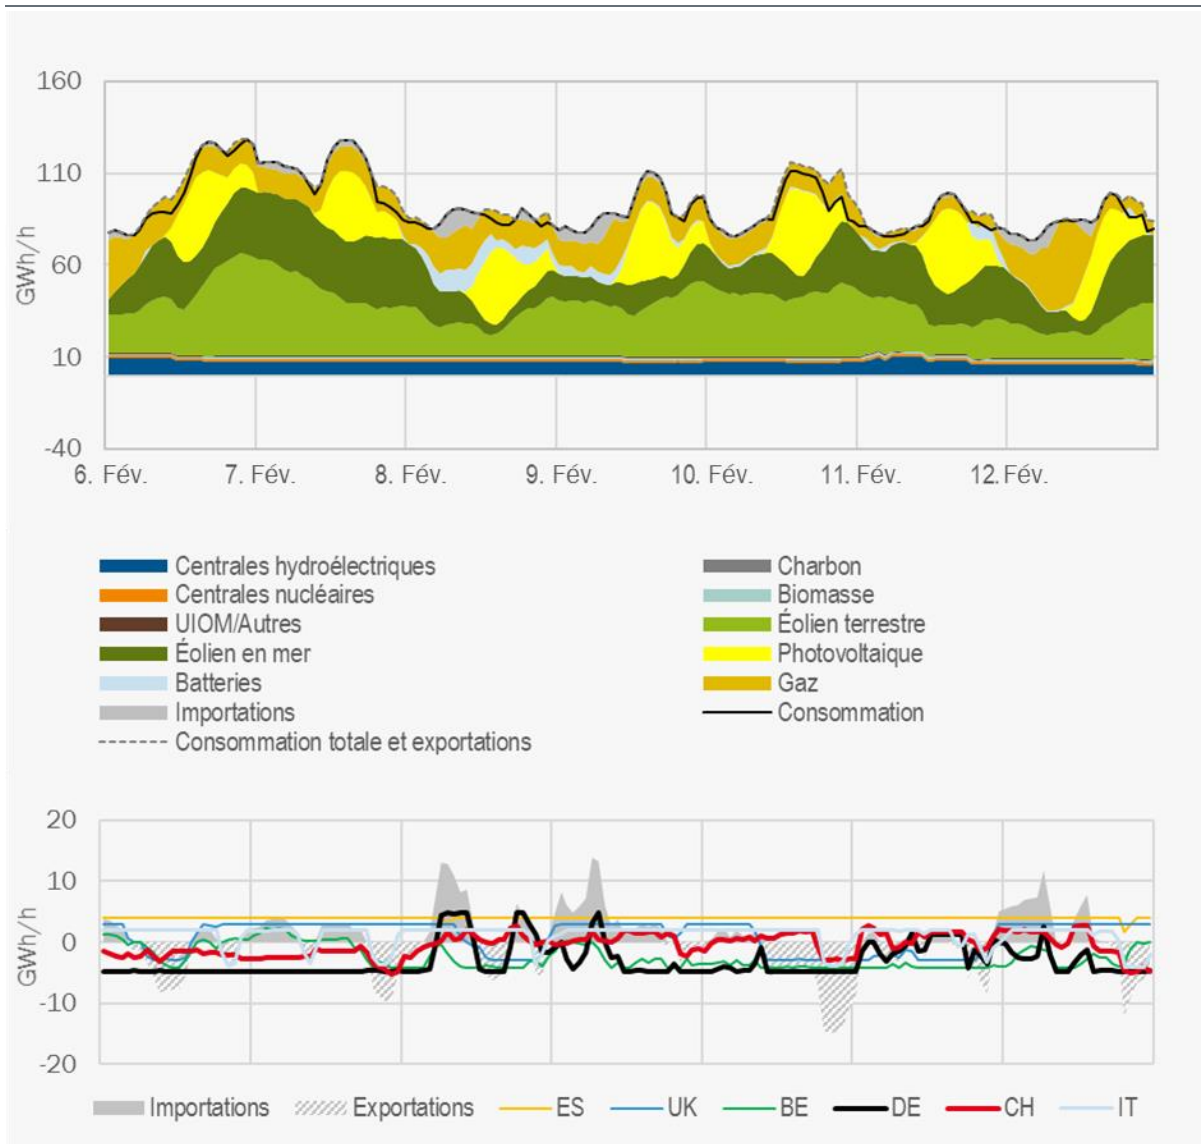 160
110
60
10
-40
GWh/h
6. Fév. 7. Fév. 8. Fév. 9. Fév. 10. Fév. 11. Fév. 12. Fév.
Centrales hydroélectriques Charbon
Centrales nucléaires Biomasse
UIOM/Autres Éolien terrestre
Éolien en mer Photovoltaique
Batteries Gaz
Importations Consommation
Consommation totale et exportations
20
10
0
-10
-20
GWh/h
Importations Exportations ES UK BE DE CH IT